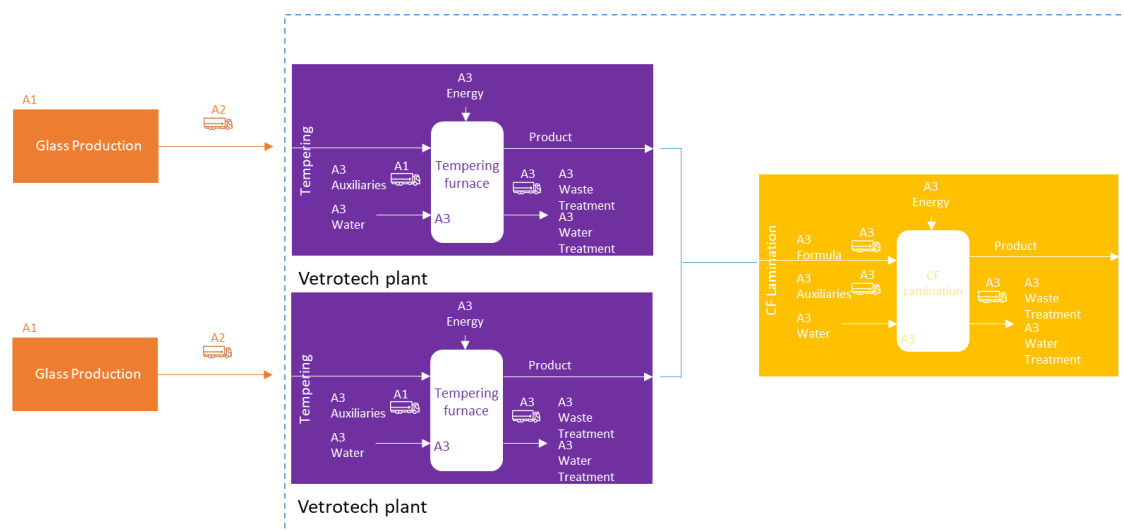 A1
Glass Production
A2
Tempering
A3
Energy
Product
A3
Auxiliaries
A1
Tempering
furnace
A3
A3
Waste
Treatment
A3
Water
A3
A3
Water
Treatment
Vetrotech plant
A1
Glass Production
A2
Tempering
A3
Energy
Product
A3
Auxiliaries
A1
Tempering
furnace
A3
A3
Waste
Treatment
A3
Water
A3
A3
Water
Treatment
Vetrotech plant
CF Lamination
A3
Energy
Product
A3
Formula
A3
A3
Auxiliaries
A3
CF
Lamination
A3
A3
Waste
Treatment
A3
Water
A3
A3
Water
Treatment